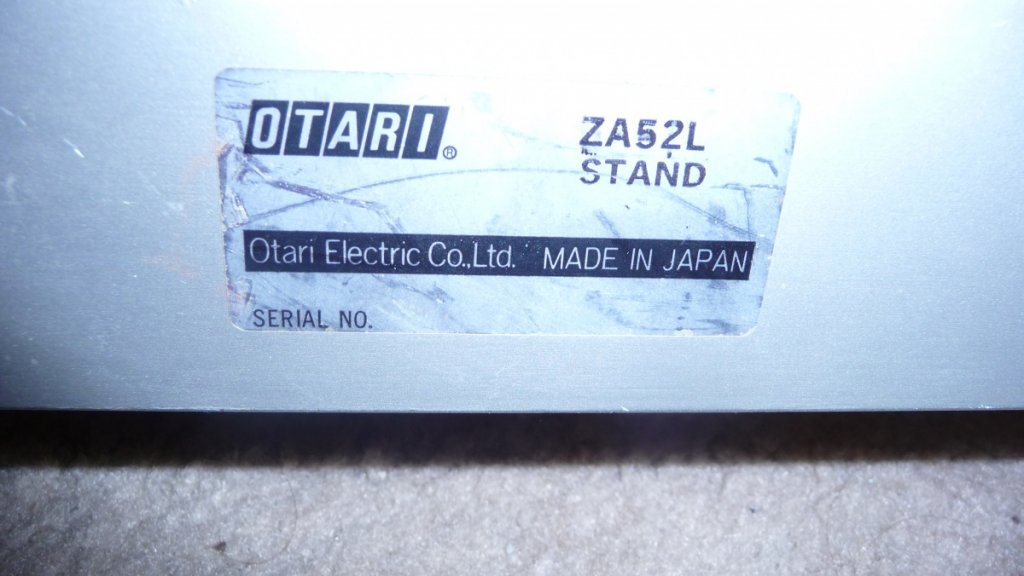 OTARI®
ZA52L
STAND
Otari Electric Co.,Ltd. MADE IN JAPAN
SERIAL NO.